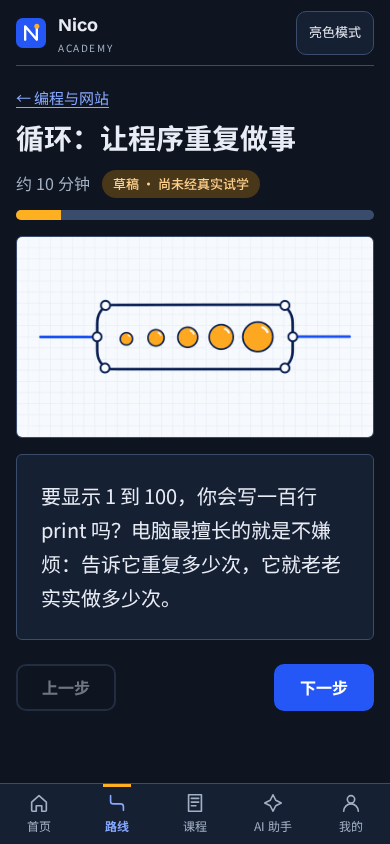 Nico
ACADEMY
亮色模式
← 编程与网站
循环：让程序重复做事
约 10 分钟
草稿 · 尚未经真实试学
要显示 1 到 100，你会写一百行
print 吗？电脑最擅长的就是不嫌
烦：告诉它重复多少次，它就老老
实实做多少次。
上一步
下一步
首页
路线
课程
AI 助手
我的